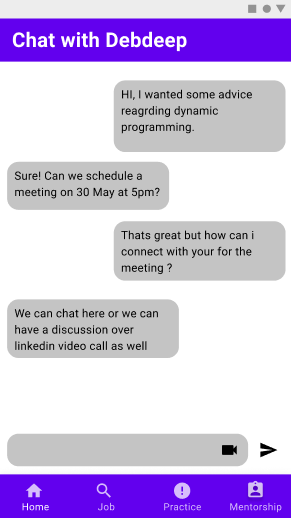 Chat with Debdeep
HI, I wanted some advice
reagrding dynamic
programming.
Sure! Can we schedule a
meeting on 30 May at 5pm?
Thats great but how can i
connect with your for the
meeting ?
We can chat here or we can
have a discussion over
linkedin video call as well
Home
Job
Practice
Mentorship